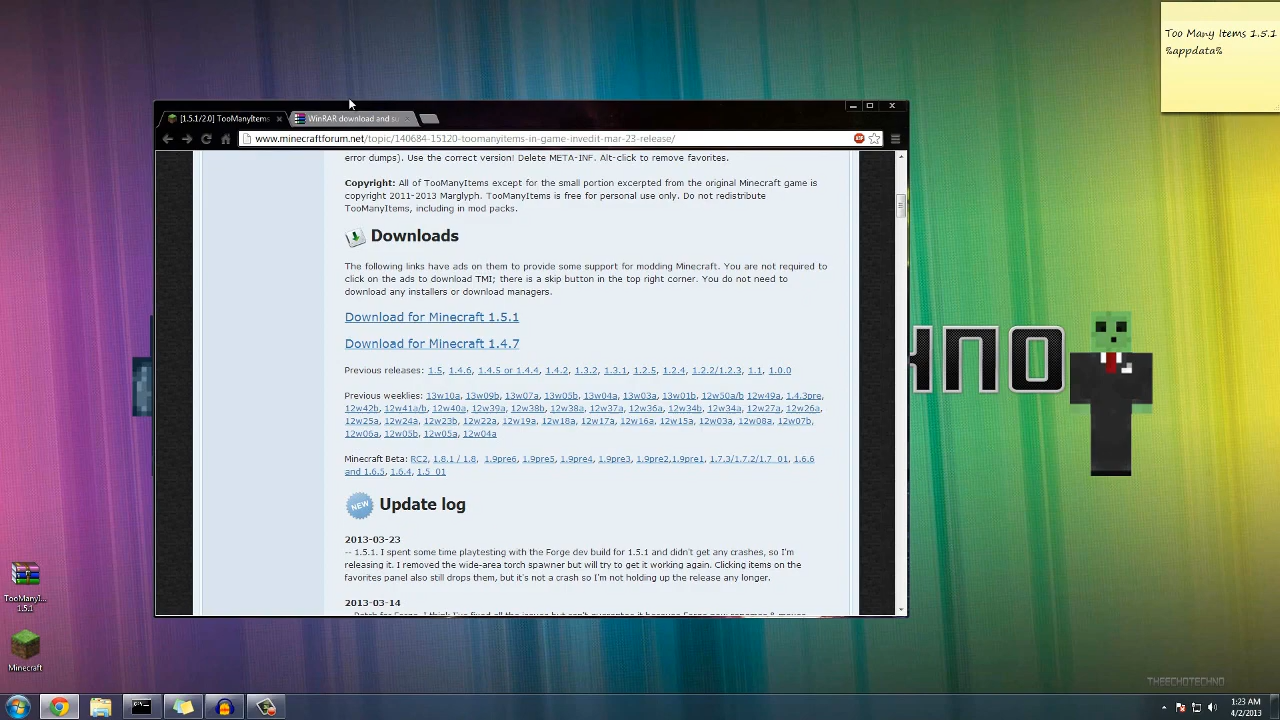 Too Many Items 1.5.1
%appdata%
[1.5.1/2.0] TooManyItems
WinRAR download and su
www.minecraftforum.net/topic/140684-15120-toomanyitems-in-game-invedit-mar-23-release/
ABP
error dumps). Use the correct version! Delete META-INF. Alt-click to remove favorites.
Copyright: All of TooManyItems except for the small portion excerpted from the original Minecraft game is
Copyright 2011-2013 Marglyph. TooManyItems is free for personal use only. Do not redistribute
TooManyItems, including in mod packs.
Downloads
The following links have ads on them to provide some support for modding Minecraft. You are not required to
click on the ads to download TMI; there is a skip button in the top right corner. You do not need to
download any installers or download managers.
Download for Minecraft 1.5.1
Download for Minecraft 1.4.7
Previous releases: 1.5, 1.4.6, 1.4.5 or 1.4.4, 1.4.2, 1.3.2, 1.3.1, 1.2.5, 1.2.4, 1.2.2/1.2.3, 1.1, 1.0.0
Previous weeklies: 13w10a, 13w09b, 13w07a, 13w05b, 13w04a, 13w03a, 13w01b, 12w50a/b 12w49a, 1.4.3pre,
12w42b, 12w41a/b, 12w40a, 12w39a, 12w38b, 12w38a, 12w37a, 12w36a, 12w34b, 12w34a, 12w27a, 12w26a,
12w25a, 12w24a, 12w23b, 12w22a, 12w19a, 12w18a, 12w17a, 12w16a, 12w15a, 12w03a, 12w08a, 12w07b,
12w06a, 12w05b, 12w05a, 12w04a
Minecraft Beta: RC2, 1.8.1 / 1.8, 1.9pre6, 1.9pre5, 1.9pre4, 1.9pre3, 1.9pre2,1.9pre1, 1.7.3/1.7.2/1.7_01, 1.6.6
and 1.6.5, 1.6.4, 1.5_01
NEW
Update log
2013-03-23
-- 1.5.1. I spent some time playtesting with the Forge dev build for 1.5.1 and didn't get any crashes, so I'm
releasing it. I removed the wide-area torch spawner but will try to get it working again. Clicking items on the
favorites panel also still drops them, but it's not a crash so I'm not holding up the release any longer.
2013-03-14
TooManyI...
1.5.1
Minecraft
THEECHOTECHNO
1:23 AM
4/2/2013